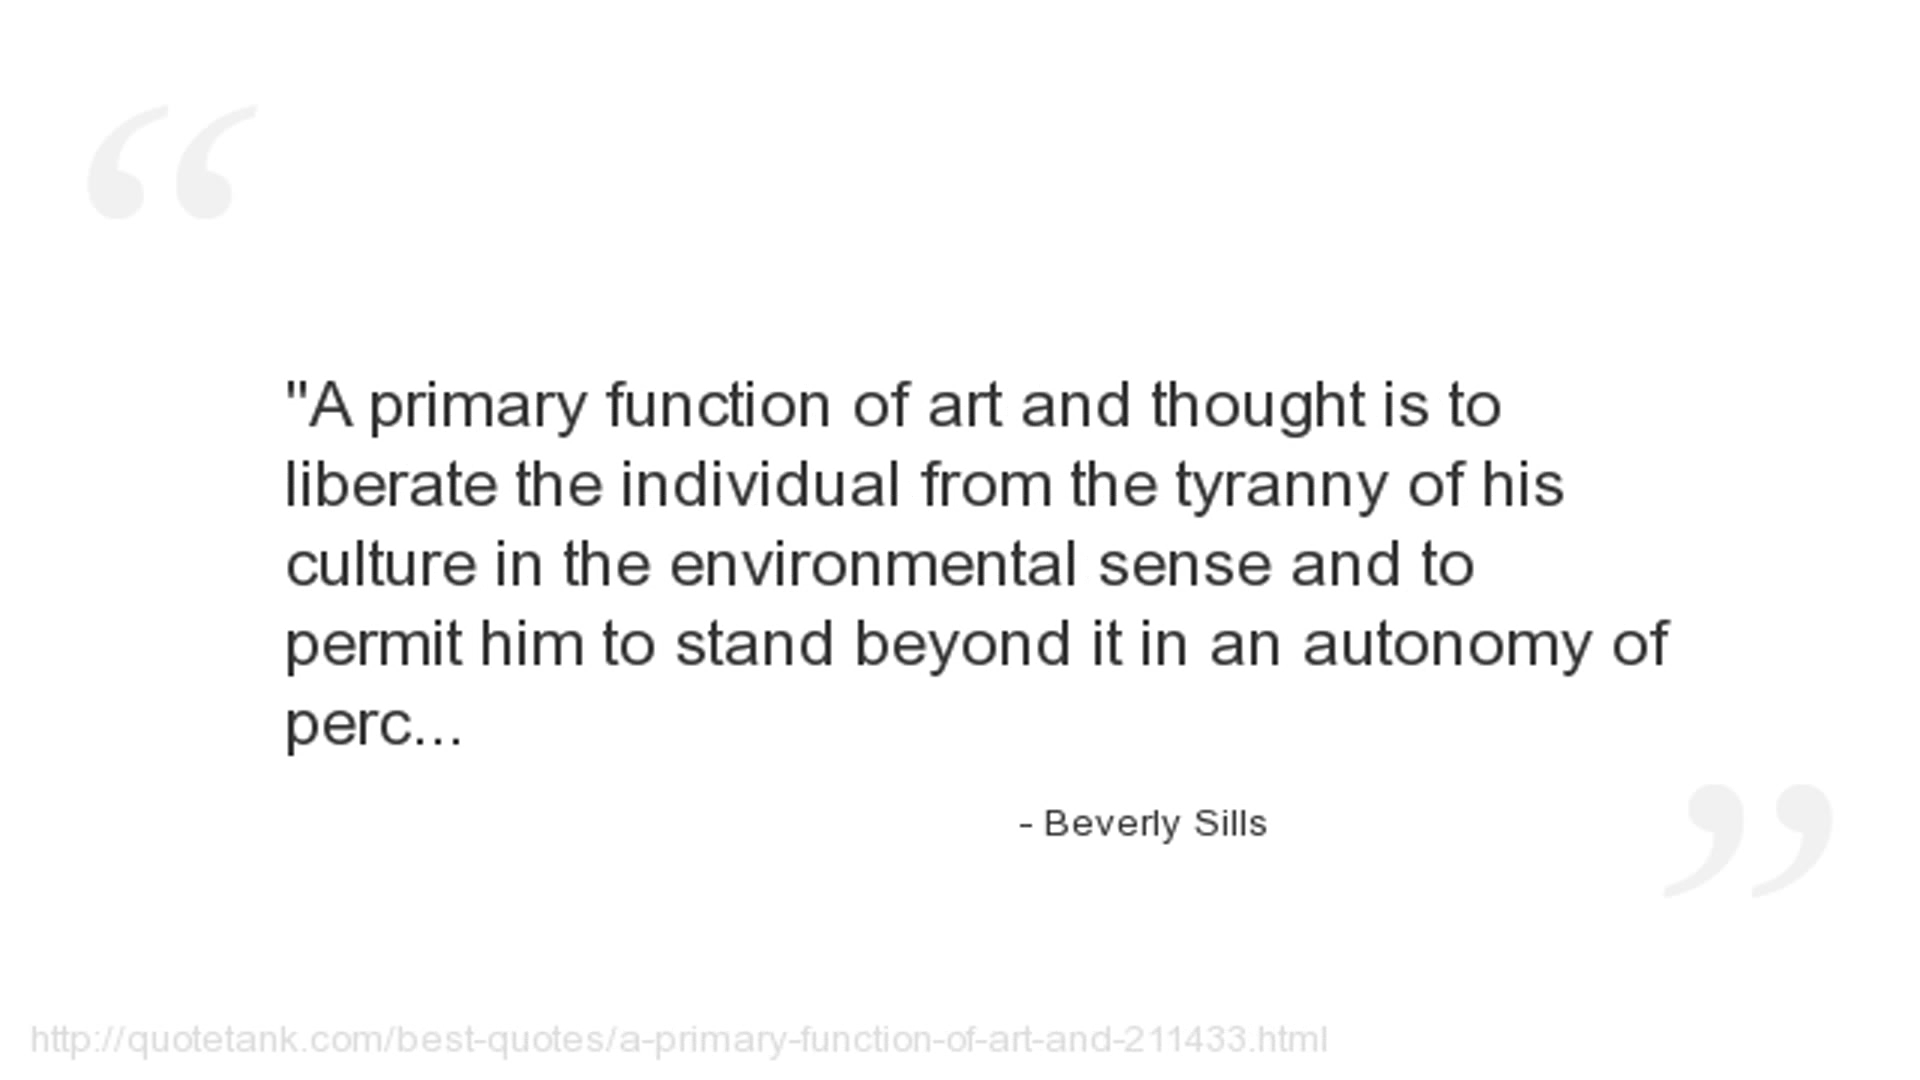 "A primary function of art and thought is to
liberate the individual from the tyranny of his
culture in the environmental sense and to
permit him to stand beyond it in an autonomy of
perc...
- Beverly Sills
http://quotetank.com/best-quotes/a-primary-function-of-art-and-211433.html